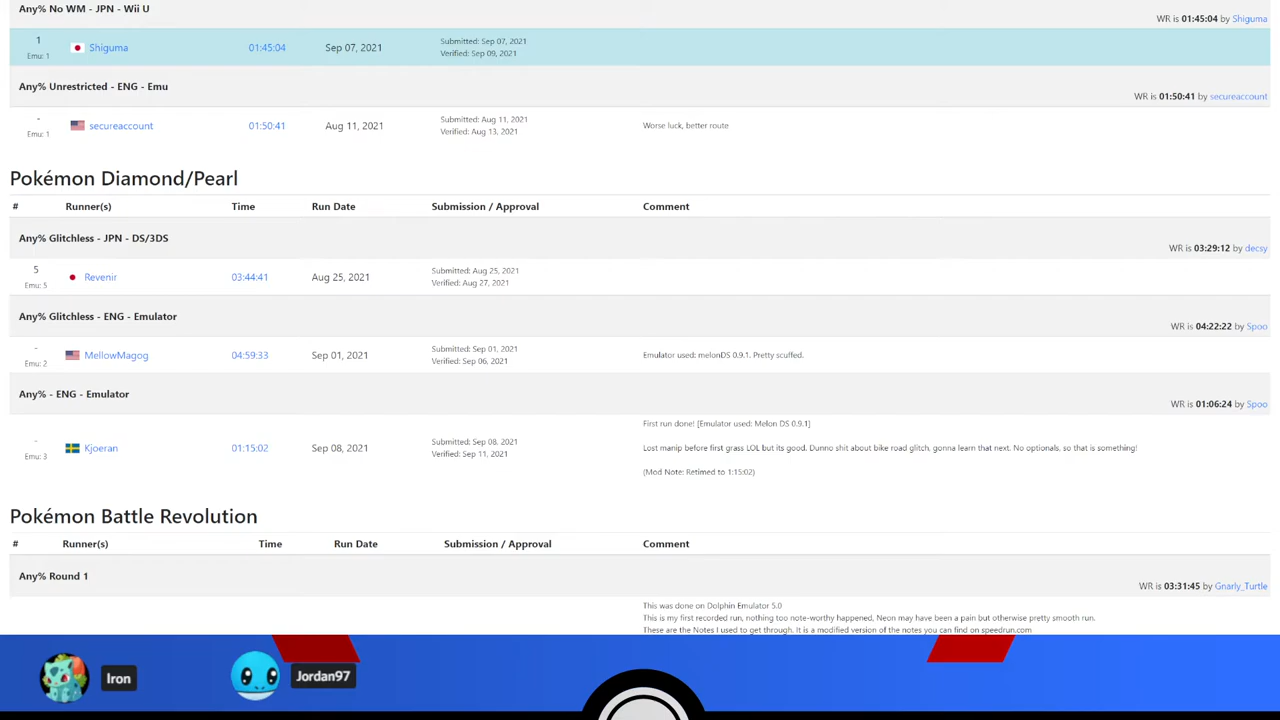 Any% No WM - JPN - Wii U
WR is 01:45:04 by Shiguma
1
Emu: 1
Shiguma
01:45:04
Sep 07, 2021
Submitted: Sep 07, 2021
Verified: Sep 09, 2021
Any% Unrestricted - ENG - Emu
WR is 01:50:41 by secureaccount
-
Emu: 1
secureaccount
01:50:41
Aug 11, 2021
Submitted: Aug 11, 2021
Verified: Aug 13, 2021
Worse luck, better route
Pokémon Diamond/Pearl
# Runner(s) Time Run Date Submission / Approval Comment
Any% Glitchless - JPN - DS/3DS
WR is 03:29:12 by decsy
5
Emu: 5
Revenir
03:44:41
Aug 25, 2021
Submitted: Aug 25, 2021
Verified: Aug 27, 2021
Any% Glitchless - ENG - Emulator
WR is 04:22:22 by Spoo
-
Emu: 2
MellowMagog
04:59:33
Sep 01, 2021
Submitted: Sep 01, 2021
Verified: Sep 06, 2021
Emulator used: melonDS 0.9.1. Pretty scuffed.
Any% - ENG - Emulator
WR is 01:06:24 by Spoo
-
Emu: 3
Kjoeran
01:15:02
Sep 08, 2021
Submitted: Sep 08, 2021
Verified: Sep 11, 2021
First run done! [Emulator used: Melon DS 0.9.1]
Lost manip before first grass LOL but its good. Dunno shit about bike road glitch, gonna learn that next. No optionals, so that is something!
(Mod Note: Retimed to 1:15:02)
Pokémon Battle Revolution
# Runner(s) Time Run Date Submission / Approval Comment
Any% Round 1
WR is 03:31:45 by Gnarly_Turtle
This was done on Dolphin Emulator 5.0
This is my first recorded run, nothing too note-worthy happened, Neon may have been a pain but otherwise pretty smooth run.
These are the Notes I used to get through. It is a modified version of the notes you can find on speedrun.com
Iron
Jordan97